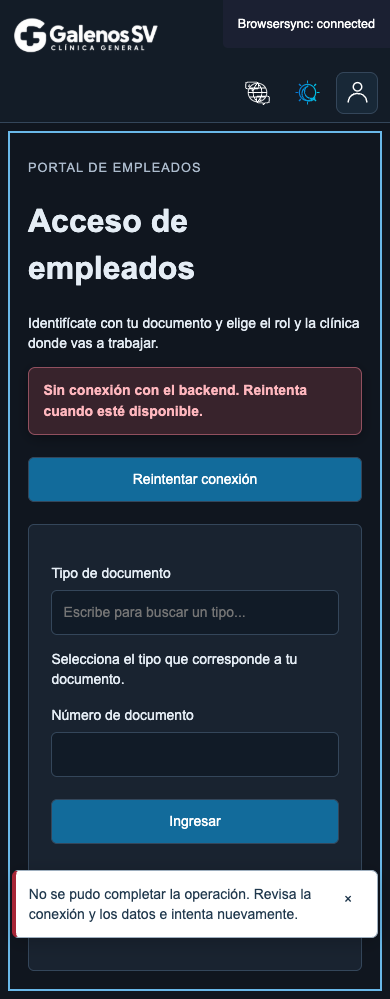 Browsersync: connected
GalenosSV
CLÍNICA GENERAL
PORTAL DE EMPLEADOS
Acceso de
empleados
Identifícate con tu documento y elige el rol y la clínica
donde vas a trabajar.
Sin conexión con el backend. Reintenta
cuando esté disponible.
Reintentar conexión
Tipo de documento
Escribe para buscar un tipo...
Selecciona el tipo que corresponde a tu
documento.
Número de documento
Ingresar
No se pudo completar la operación. Revisa la
conexión y los datos e intenta nuevamente.
×